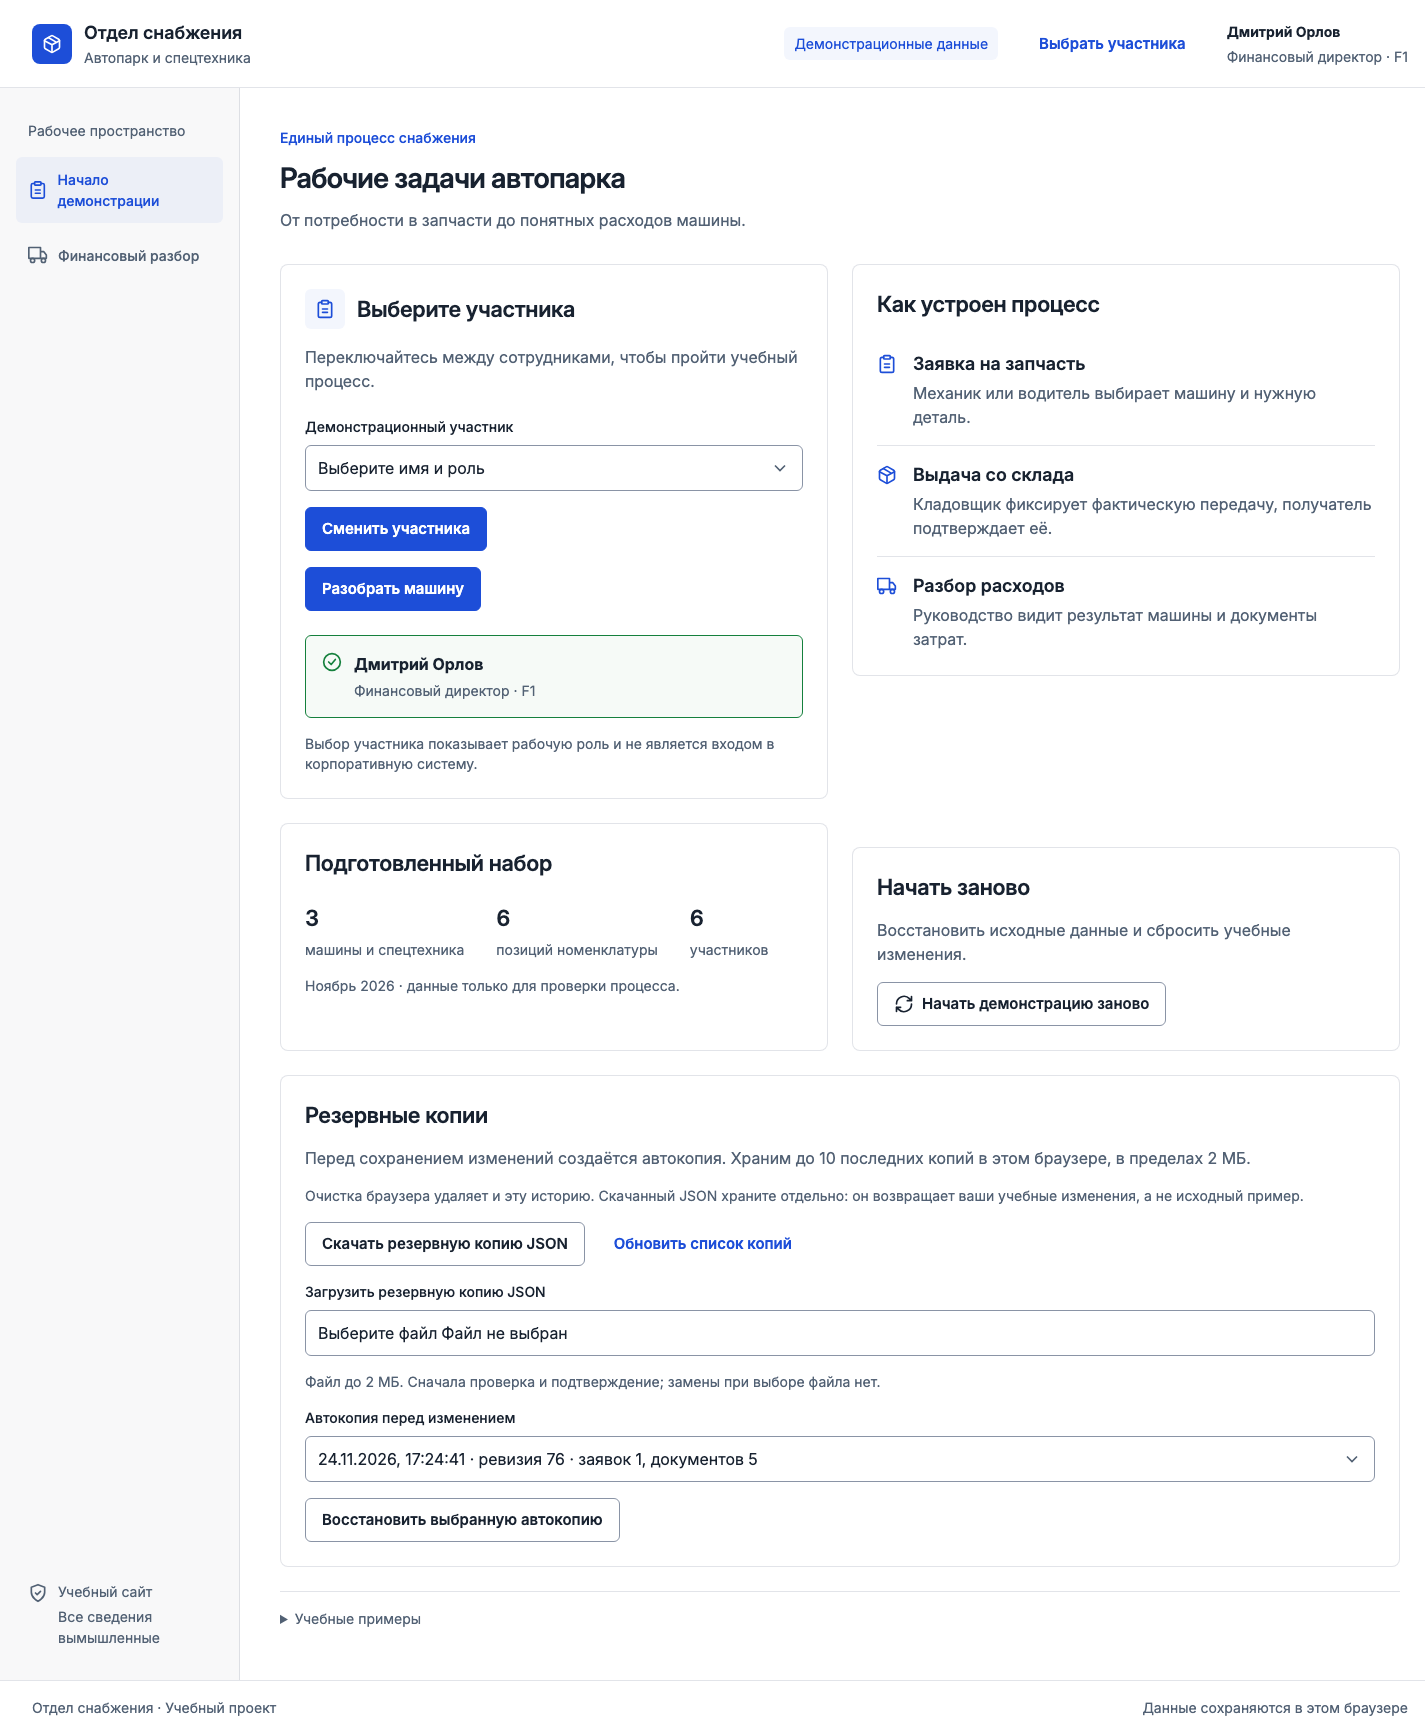 Отдел снабжения
Автопарк и спецтехника
Демонстрационные данные
Выбрать участника
Дмитрий Орлов
Финансовый директор · F1
Рабочее пространство
Начало
демонстрации
Финансовый разбор
Единый процесс снабжения
Рабочие задачи автопарка
От потребности в запчасти до понятных расходов машины.
Выберите участника
Переключайтесь между сотрудниками, чтобы пройти учебный
процесс.
Демонстрационный участник
Выберите имя и роль
Сменить участника
Разобрать машину
Дмитрий Орлов
Финансовый директор · F1
Выбор участника показывает рабочую роль и не является входом в
корпоративную систему.
Как устроен процесс
Заявка на запчасть
Механик или водитель выбирает машину и нужную
деталь.
Выдача со склада
Кладовщик фиксирует фактическую передачу, получатель
подтверждает её.
Разбор расходов
Руководство видит результат машины и документы
затрат.
Подготовленный набор
3
машины и спецтехника
6
позиций номенклатуры
6
участников
Ноябрь 2026 · данные только для проверки процесса.
Начать заново
Восстановить исходные данные и сбросить учебные
изменения.
Начать демонстрацию заново
Резервные копии
Перед сохранением изменений создаётся автокопия. Храним до 10 последних копий в этом браузере, в пределах 2 МБ.
Очистка браузера удаляет и эту историю. Скачанный JSON храните отдельно: он возвращает ваши учебные изменения, а не исходный пример.
Скачать резервную копию JSON
Обновить список копий
Загрузить резервную копию JSON
Выберите файл Файл не выбран
Файл до 2 МБ. Сначала проверка и подтверждение; замены при выборе файла нет.
Автокопия перед изменением
24.11.2026, 17:24:41 · ревизия 76 · заявок 1, документов 5
Восстановить выбранную автокопию
Учебные примеры
Учебный сайт
Все сведения
вымышленные
Отдел снабжения · Учебный проект
Данные сохраняются в этом браузере